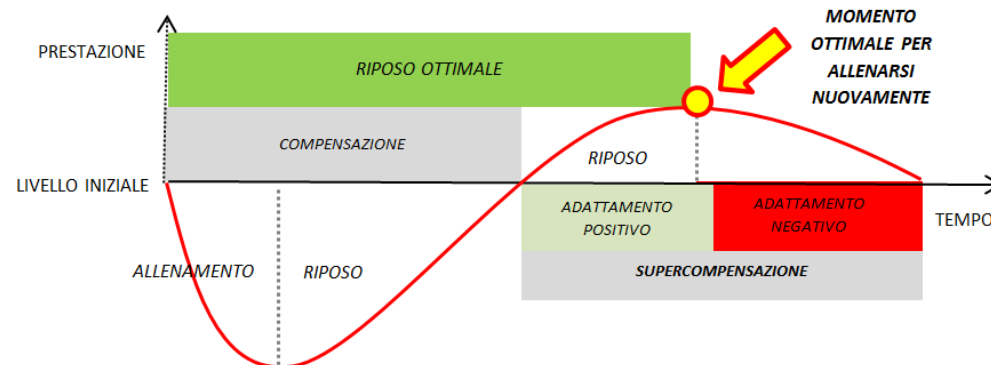 MOMENTO
OTTIMALE PER
ALLENARSI
NUOVAMENTE
PRESTAZIONE
RIPOSO OTTIMALE
COMPENSAZIONE
RIPOSO
LIVELLO INIZIALE
ADATTAMENTO
POSITIVO
ADATTAMENTO
NEGATIVO
TEMPO
ALLENAMENTO
RIPOSO
SUPERCOMPENSAZIONE